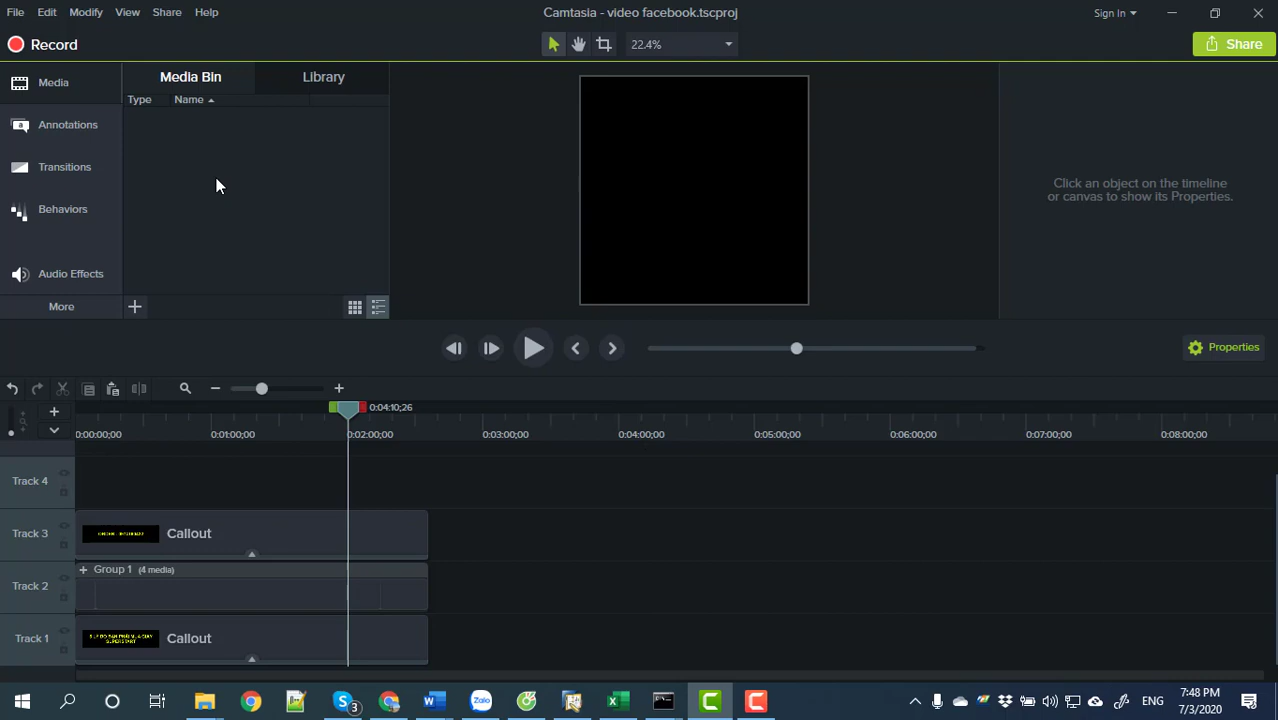 File Edit Modify View Share Help
Camtasia - video facebook.tscproj
Sign In
Record
22.4%
Share
Media
Media Bin
Library
Type
Name
Annotations
Transitions
Behaviors
Audio Effects
More
Click an object on the timeline
or canvas to show its Properties.
Properties
0:04:10;26
0:00:00;00
0:01:00;00
0:02:00;00
0:03:00;00
0:04:00;00
0:05:00;00
0:06:00;00
0:07:00;00
0:08:00;00
Track 4
Track 3
Callout
Track 2
Group 1 (4 media)
Track 1
SUPERSTART
Callout
3
ENG
7:48 PM
7/3/2020